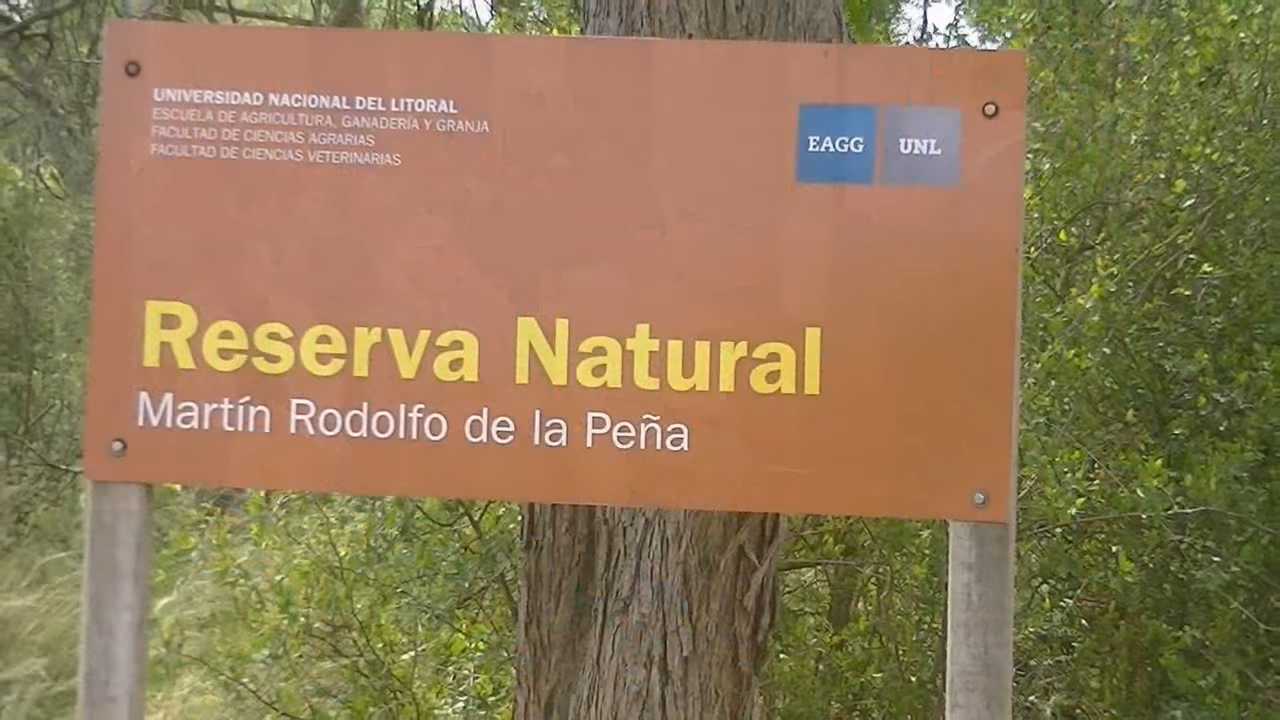 UNIVERSIDAD NACIONAL DEL LITORAL
ESCUELA DE AGRICULTURA, GANADERÍA Y GRANJA
FACULTAD DE CIENCIAS AGRARIAS
FACULTAD DE CIENCIAS VETERINARIAS
EAGG UNL
Reserva Natural
Martín Rodolfo de la Peña